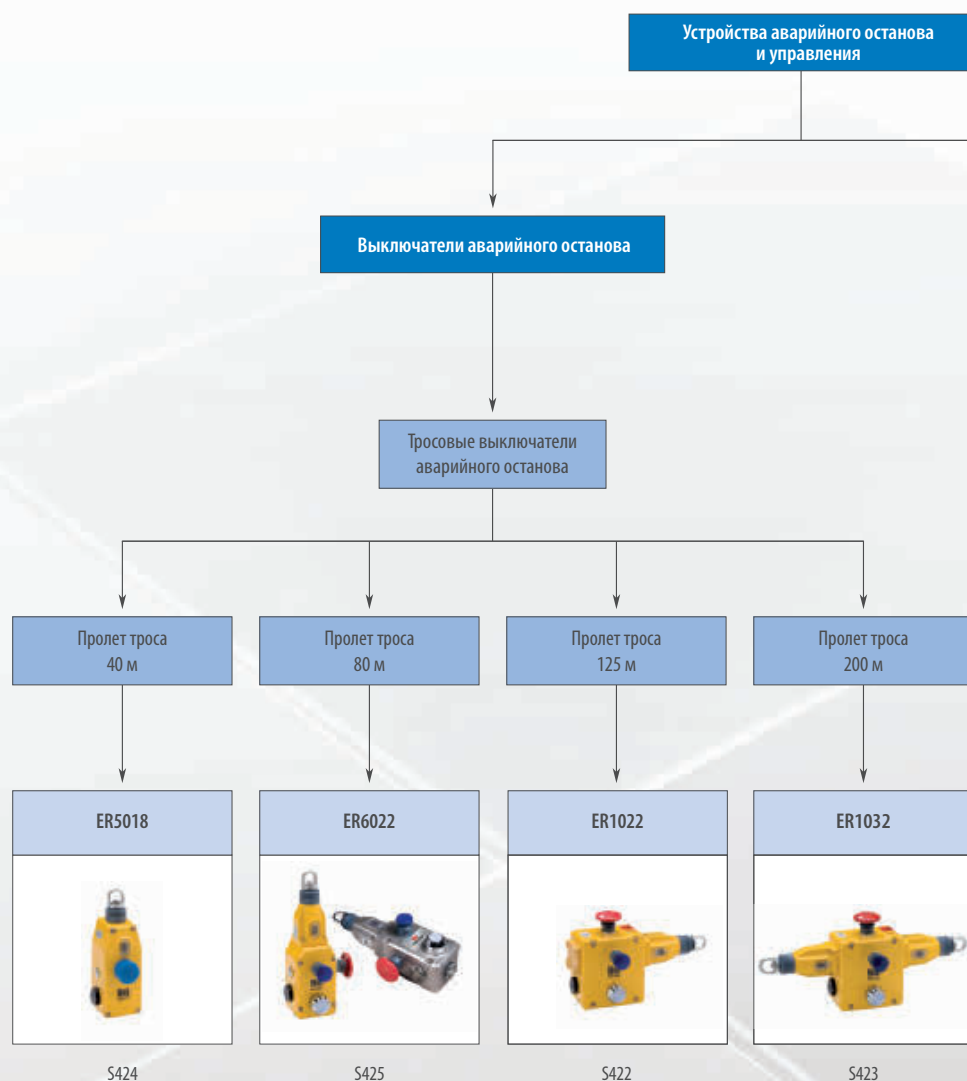 Устройства аварийного останова
и управления
Выключатели аварийного останова
Тросовые выключатели
аварийного останова
Пролет троса
40 м
Пролет троса
80 м
Пролет троса
125 м
Пролет троса
200 м
ER5018
ER6022
ER1022
ER1032
S424
S425
S422
S423